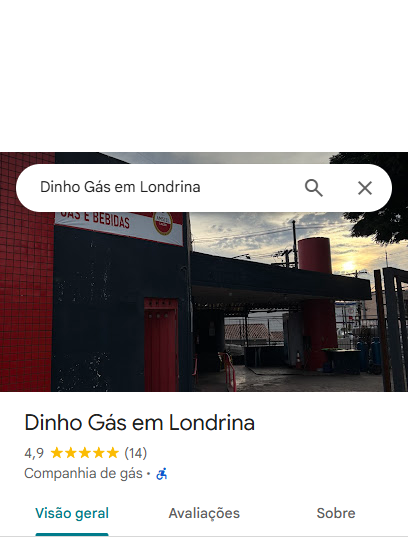 Dinho Gás em Londrina
GÁS E BEBIDAS
Dinho Gás em Londrina
4,9 (14)
Companhia de gás ·
Visão geral
Avaliações
Sobre